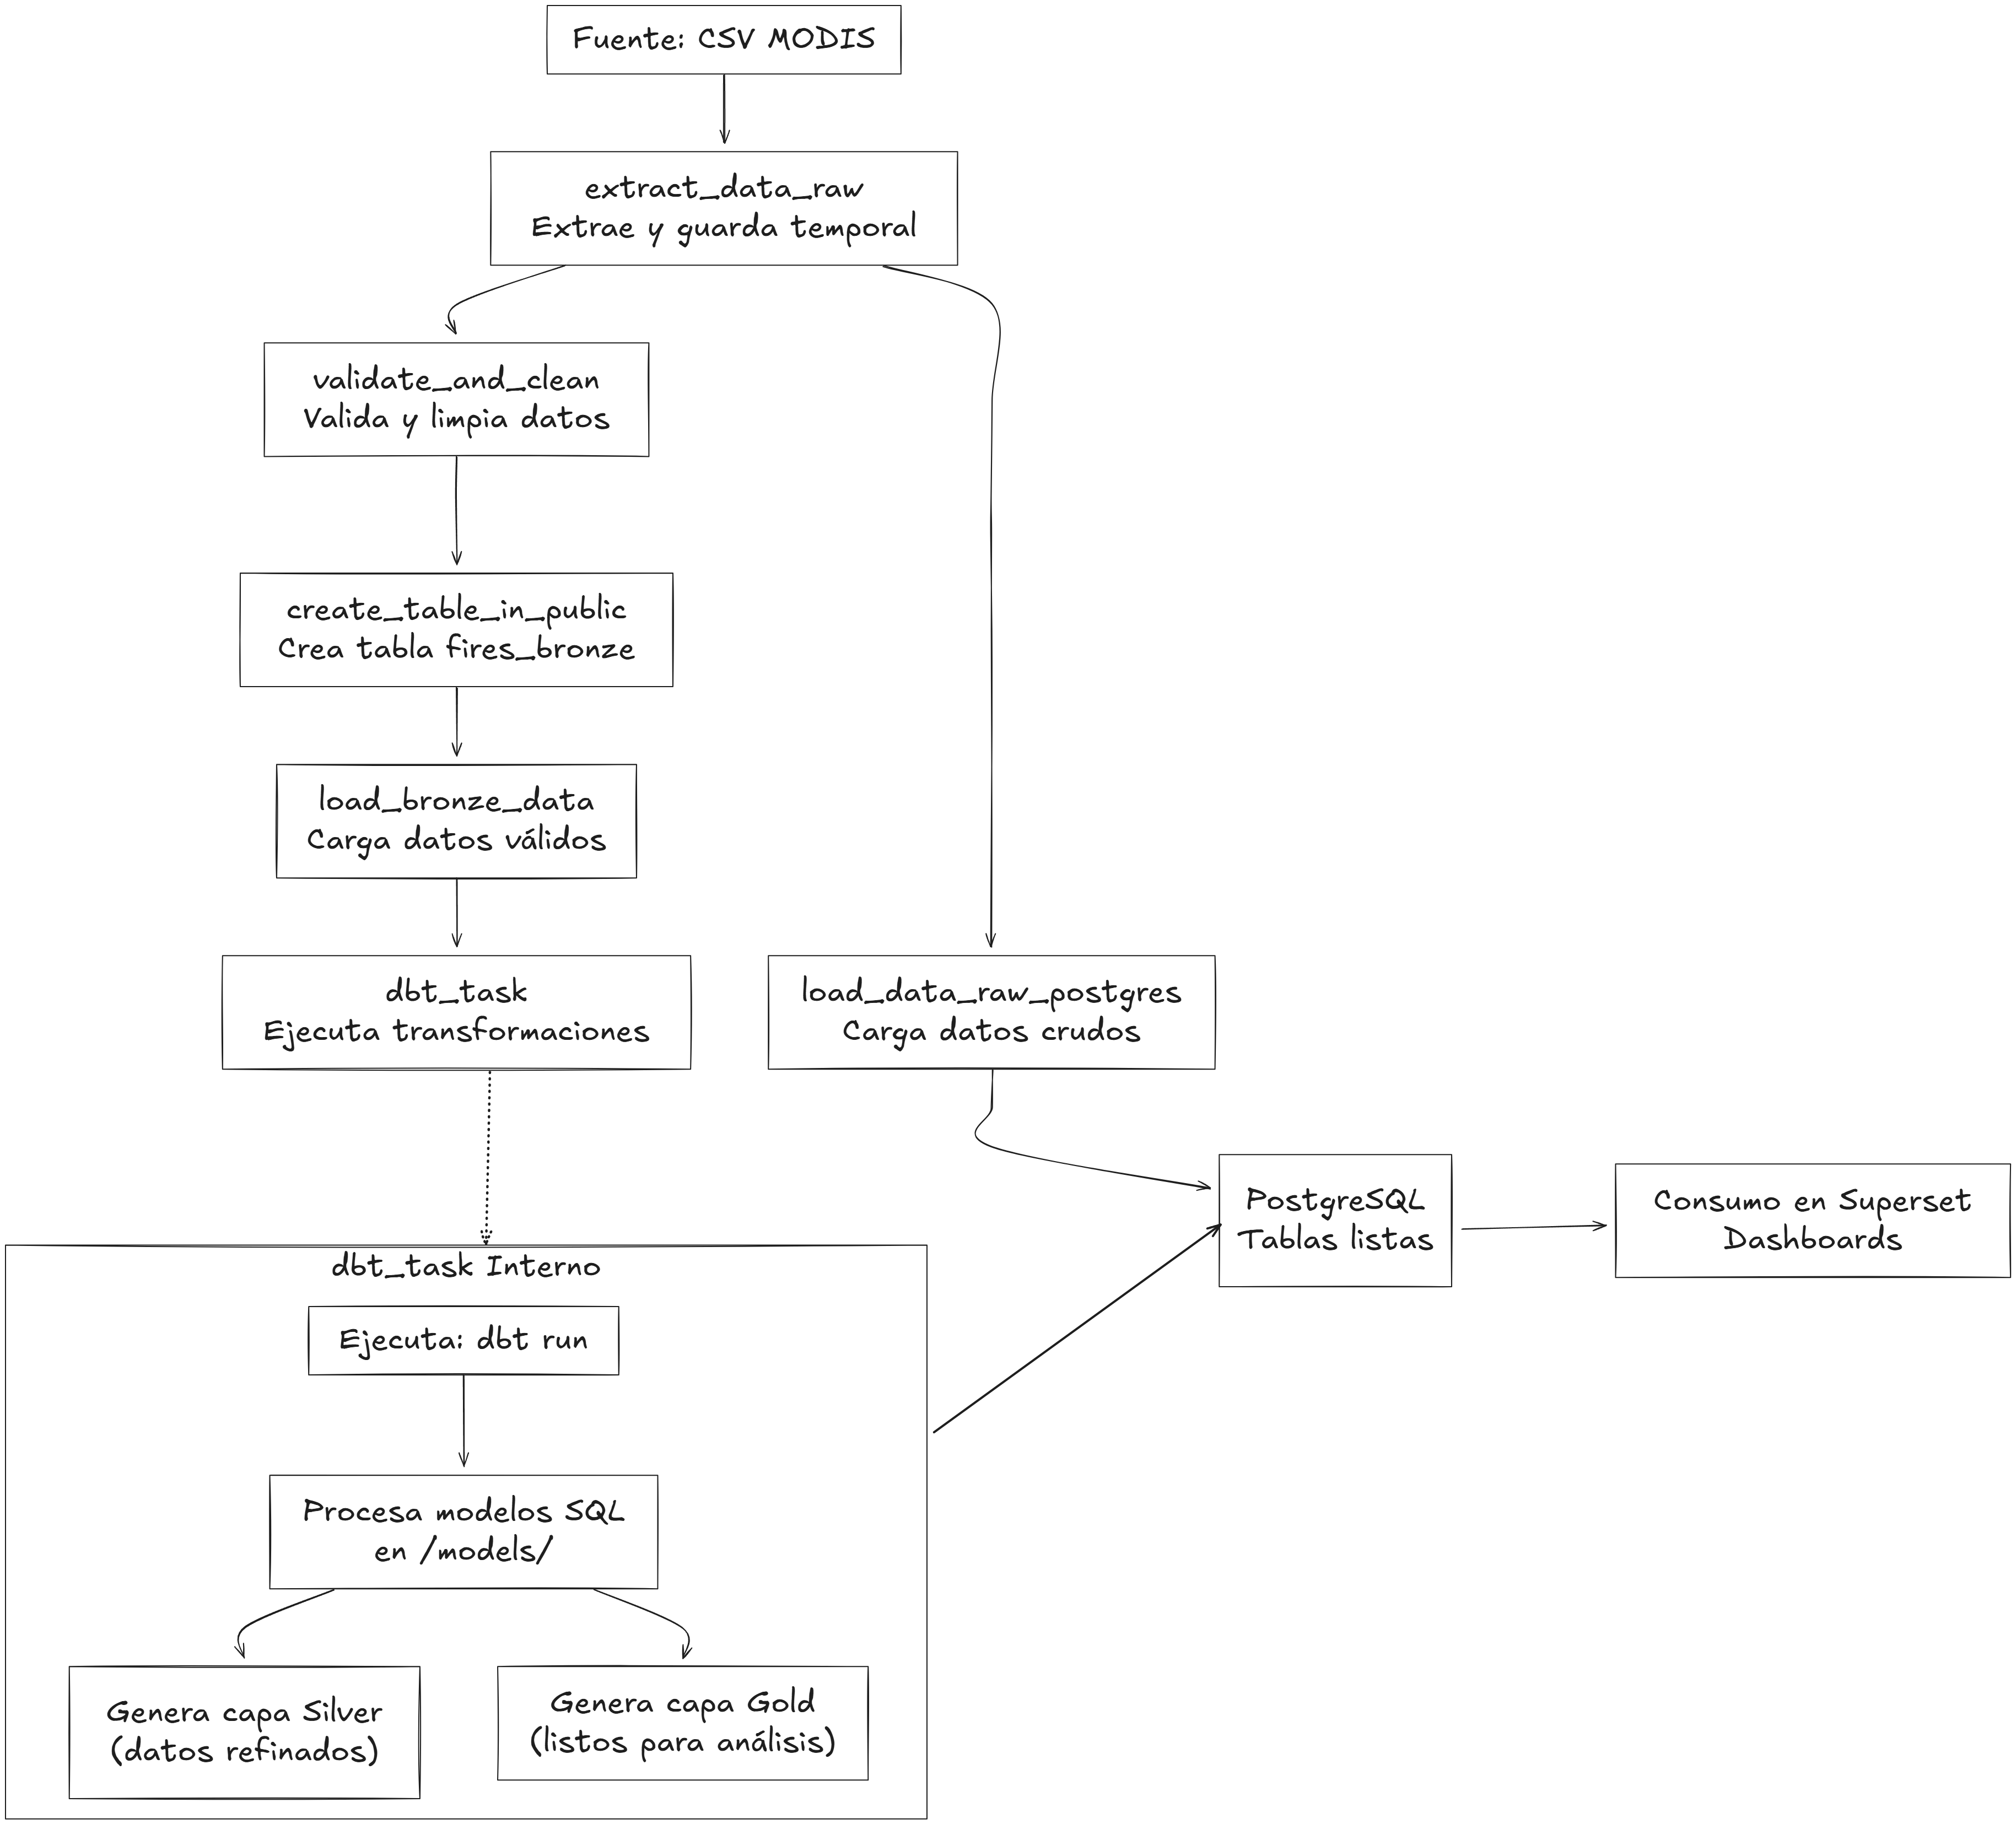 Fuente: CSV MODIS
extract_data_raw
Extrae y guarda temporal
validate_and_clean
Valida y limpia datos
create_table_in_public
Crea tabla fires_bronze
load_bronze_data
Carga datos válidos
dbt_task
Ejecuta transformaciones
load_data_raw_postgres
Carga datos crudos
PostgreSQL
Tablas listas
Consumo en Superset
Dashboards
dbt_task Interno
Ejecuta: dbt run
Procesa modelos SQL
en /models/
Genera capa Silver
(datos refinados)
Genera capa Gold
(listos para análisis)